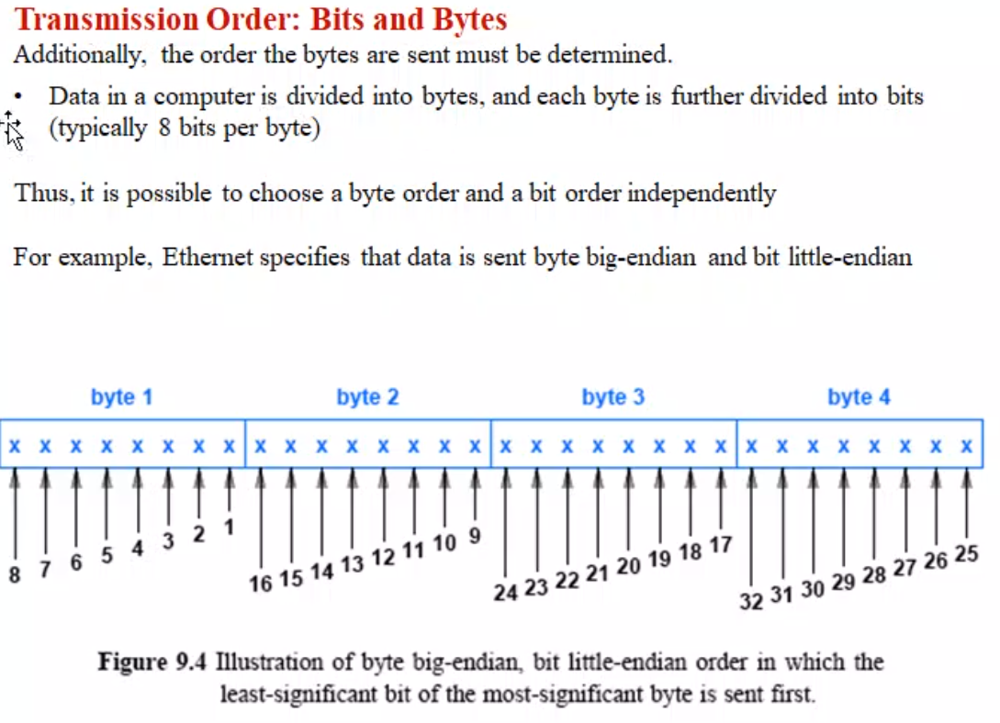 Transmission Order: Bits and Bytes
Additionally, the order the bytes are sent must be determined.
• Data in a computer is divided into bytes, and each byte is further divided into bits
(typically 8 bits per byte)
Thus, it is possible to choose a byte order and a bit order independently
For example, Ethernet specifies that data is sent byte big-endian and bit little-endian
byte 1 byte 2 byte 3 byte 4
x x x x x x x x x x x x x x x x x x x x x x x x x x x x x x x x
8 7 6 5 4 3 2 1 16 15 14 13 12 11 10 9 24 23 22 21 20 19 18 17 32 31 30 29 28 27 26 25
Figure 9.4 Illustration of byte big-endian, bit little-endian order in which the
least-significant bit of the most-significant byte is sent first.